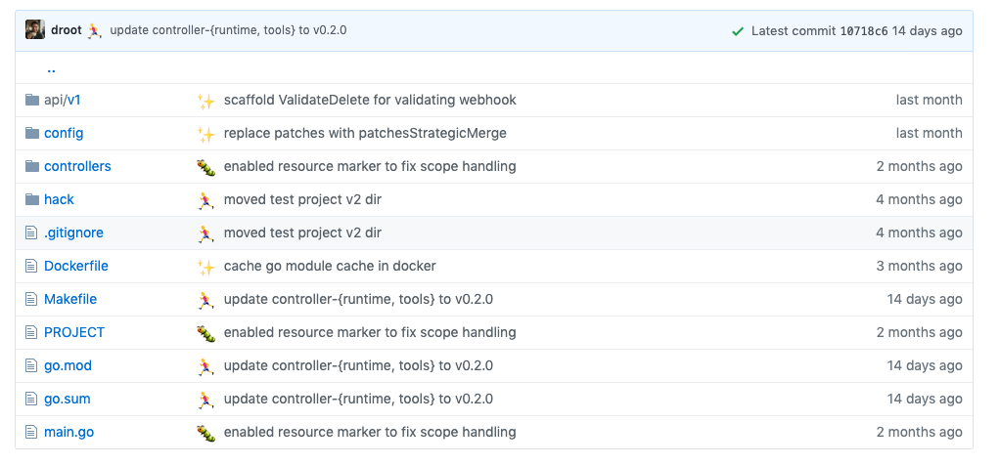 droot 🏃 update controller-{runtime, tools} to v0.2.0 Latest commit 10718c6 14 days ago
..
api/v1 ✨ scaffold ValidateDelete for validating webhook last month
config ✨ replace patches with patchesStrategicMerge last month
controllers 🐛 enabled resource marker to fix scope handling 2 months ago
hack 🏃 moved test project v2 dir 4 months ago
.gitignore 🏃 moved test project v2 dir 4 months ago
Dockerfile ✨ cache go module cache in docker 3 months ago
Makefile 🏃 update controller-{runtime, tools} to v0.2.0 14 days ago
PROJECT 🐛 enabled resource marker to fix scope handling 2 months ago
go.mod 🏃 update controller-{runtime, tools} to v0.2.0 14 days ago
go.sum 🏃 update controller-{runtime, tools} to v0.2.0 14 days ago
main.go 🐛 enabled resource marker to fix scope handling 2 months ago